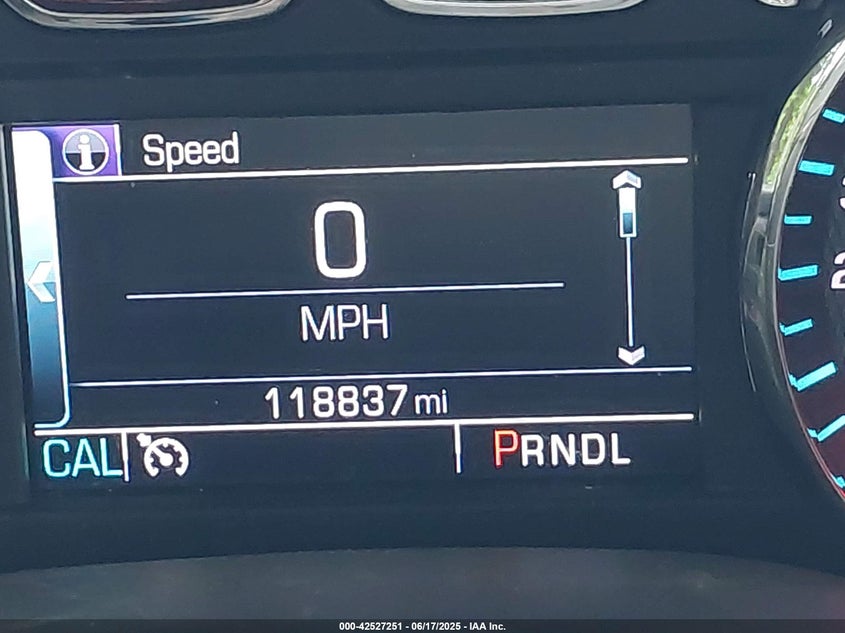 Speed
0
MPH
118837 mi
CAL PRNDL
000-42527251 - 06/17/2025 - IAA Inc.